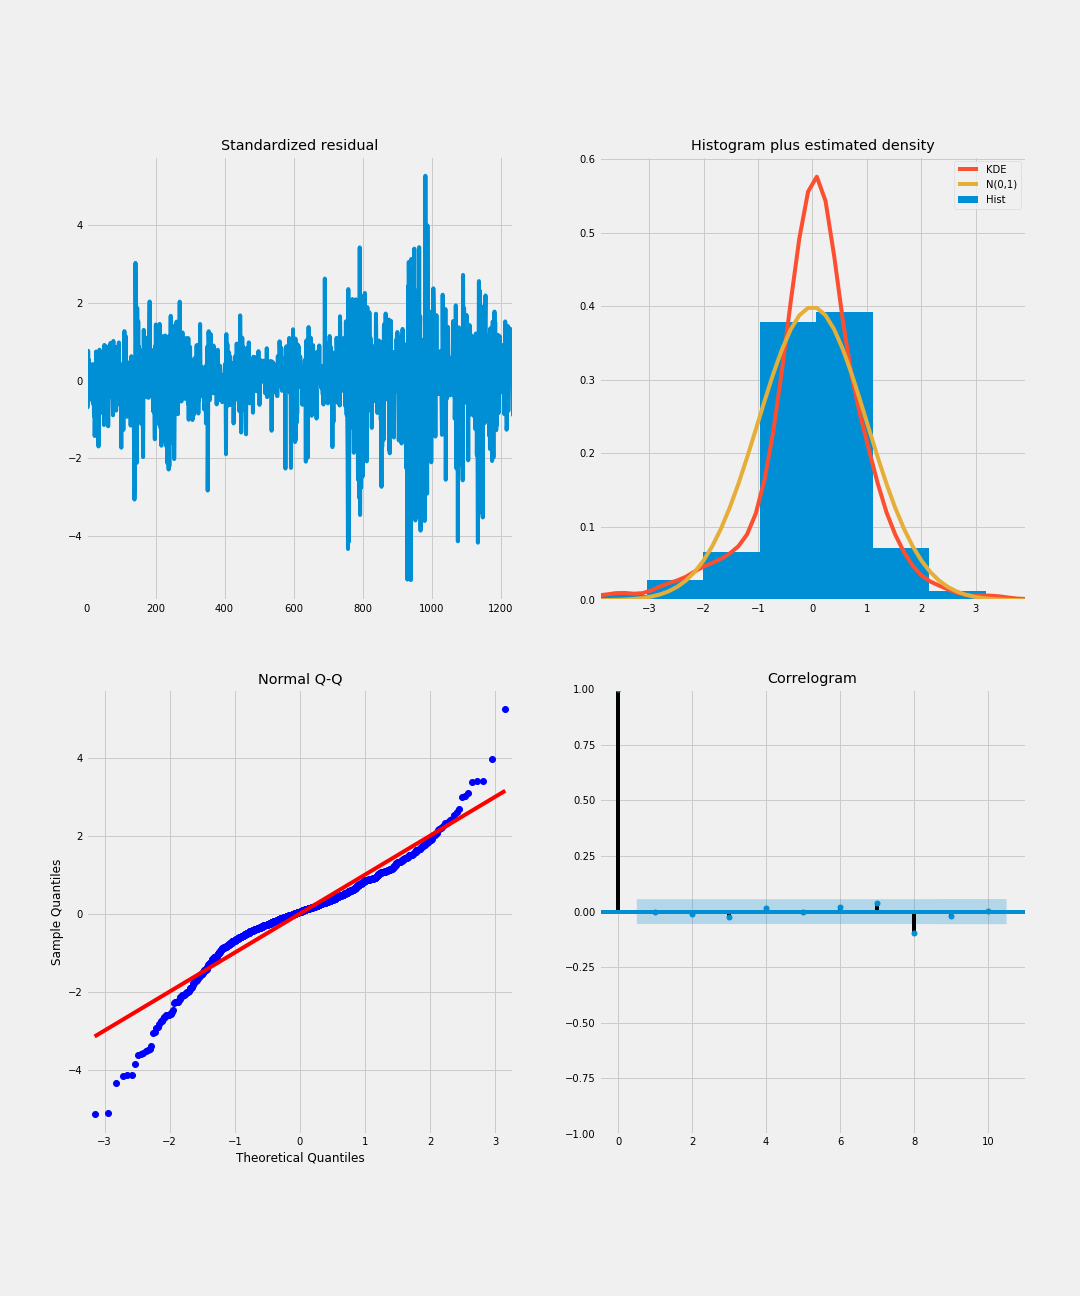 Standardized residual
4
2
0
−2
−4
0 200 400 600 800 1000 1200
Histogram plus estimated density
0.6
0.5
0.4
0.3
0.2
0.1
0.0
−3 −2 −1 0 1 2 3
KDE
N(0,1)
Hist
Normal Q-Q
Sample Quantiles
4
2
0
−2
−4
−3 −2 −1 0 1 2 3
Theoretical Quantiles
Correlogram
1.00
0.75
0.50
0.25
0.00
−0.25
−0.50
−0.75
−1.00
0 2 4 6 8 10